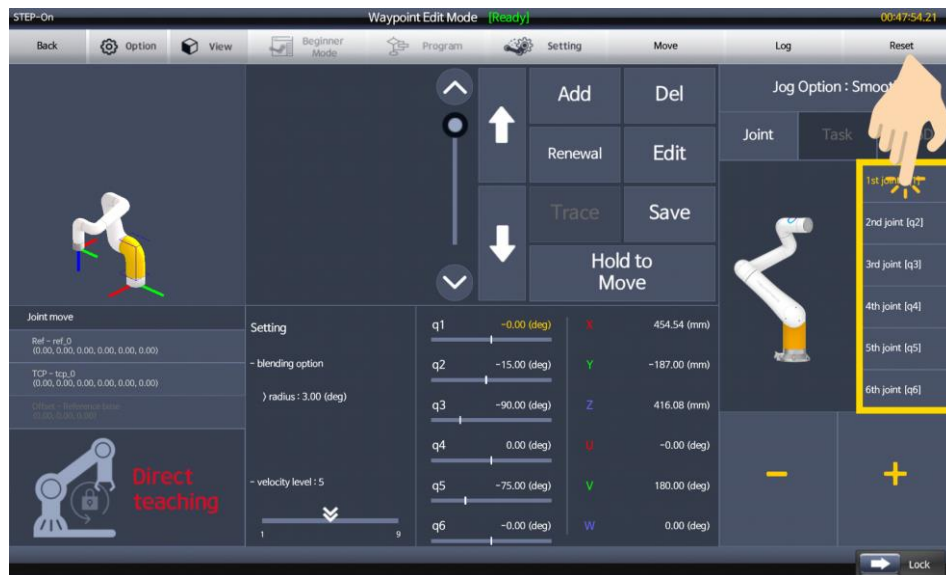 STEP-On
Waypoint Edit Mode [Ready]
00:47:54.21
Back
Option
View
Beginner
Mode
Program
Setting
Move
Log
Reset
Add
Del
Renewal
Edit
Trace
Save
Hold to
Move
Jog Option :
Joint
Task
1st
2nd joint [q2]
3rd joint [q3]
4th joint [q4]
5th joint [q5]
6th joint [q6]
Joint move
Ref - ref_0
(0.00, 0.00, 0.00, 0.00, 0.00, 0.00)
TCP - tcp_0
(0.00, 0.00, 0.00, 0.00, 0.00, 0.00)
Direct
teaching
Setting
- blending option
⟩ radius : 3.00 (deg)
- velocity level : 5
1 9
q1 -0.00 (deg) X 454.54 (mm)
q2 -15.00 (deg) Y -187.00 (mm)
q3 -90.00 (deg) Z 416.08 (mm)
q4 0.00 (deg) U -0.00 (deg)
q5 -75.00 (deg) V 180.00 (deg)
q6 -0.00 (deg) W 0.00 (deg)
- +
Lock